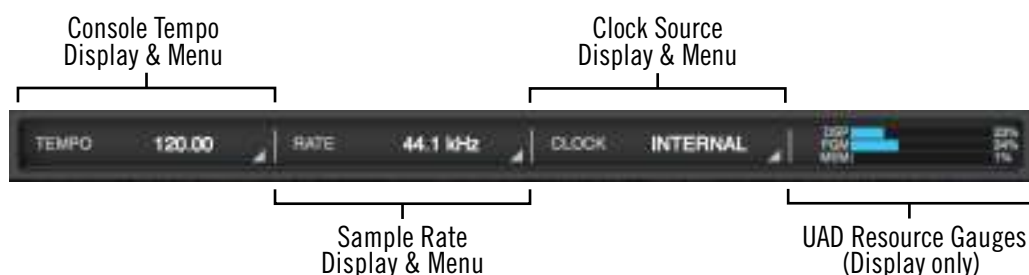 Console Tempo
Display & Menu
Clock Source
Display & Menu
TEMPO 120.00 RATE 44.1 kHz CLOCK INTERNAL
DSP
PGM
MEM 1%
Sample Rate
Display & Menu
UAD Resource Gauges
(Display only)